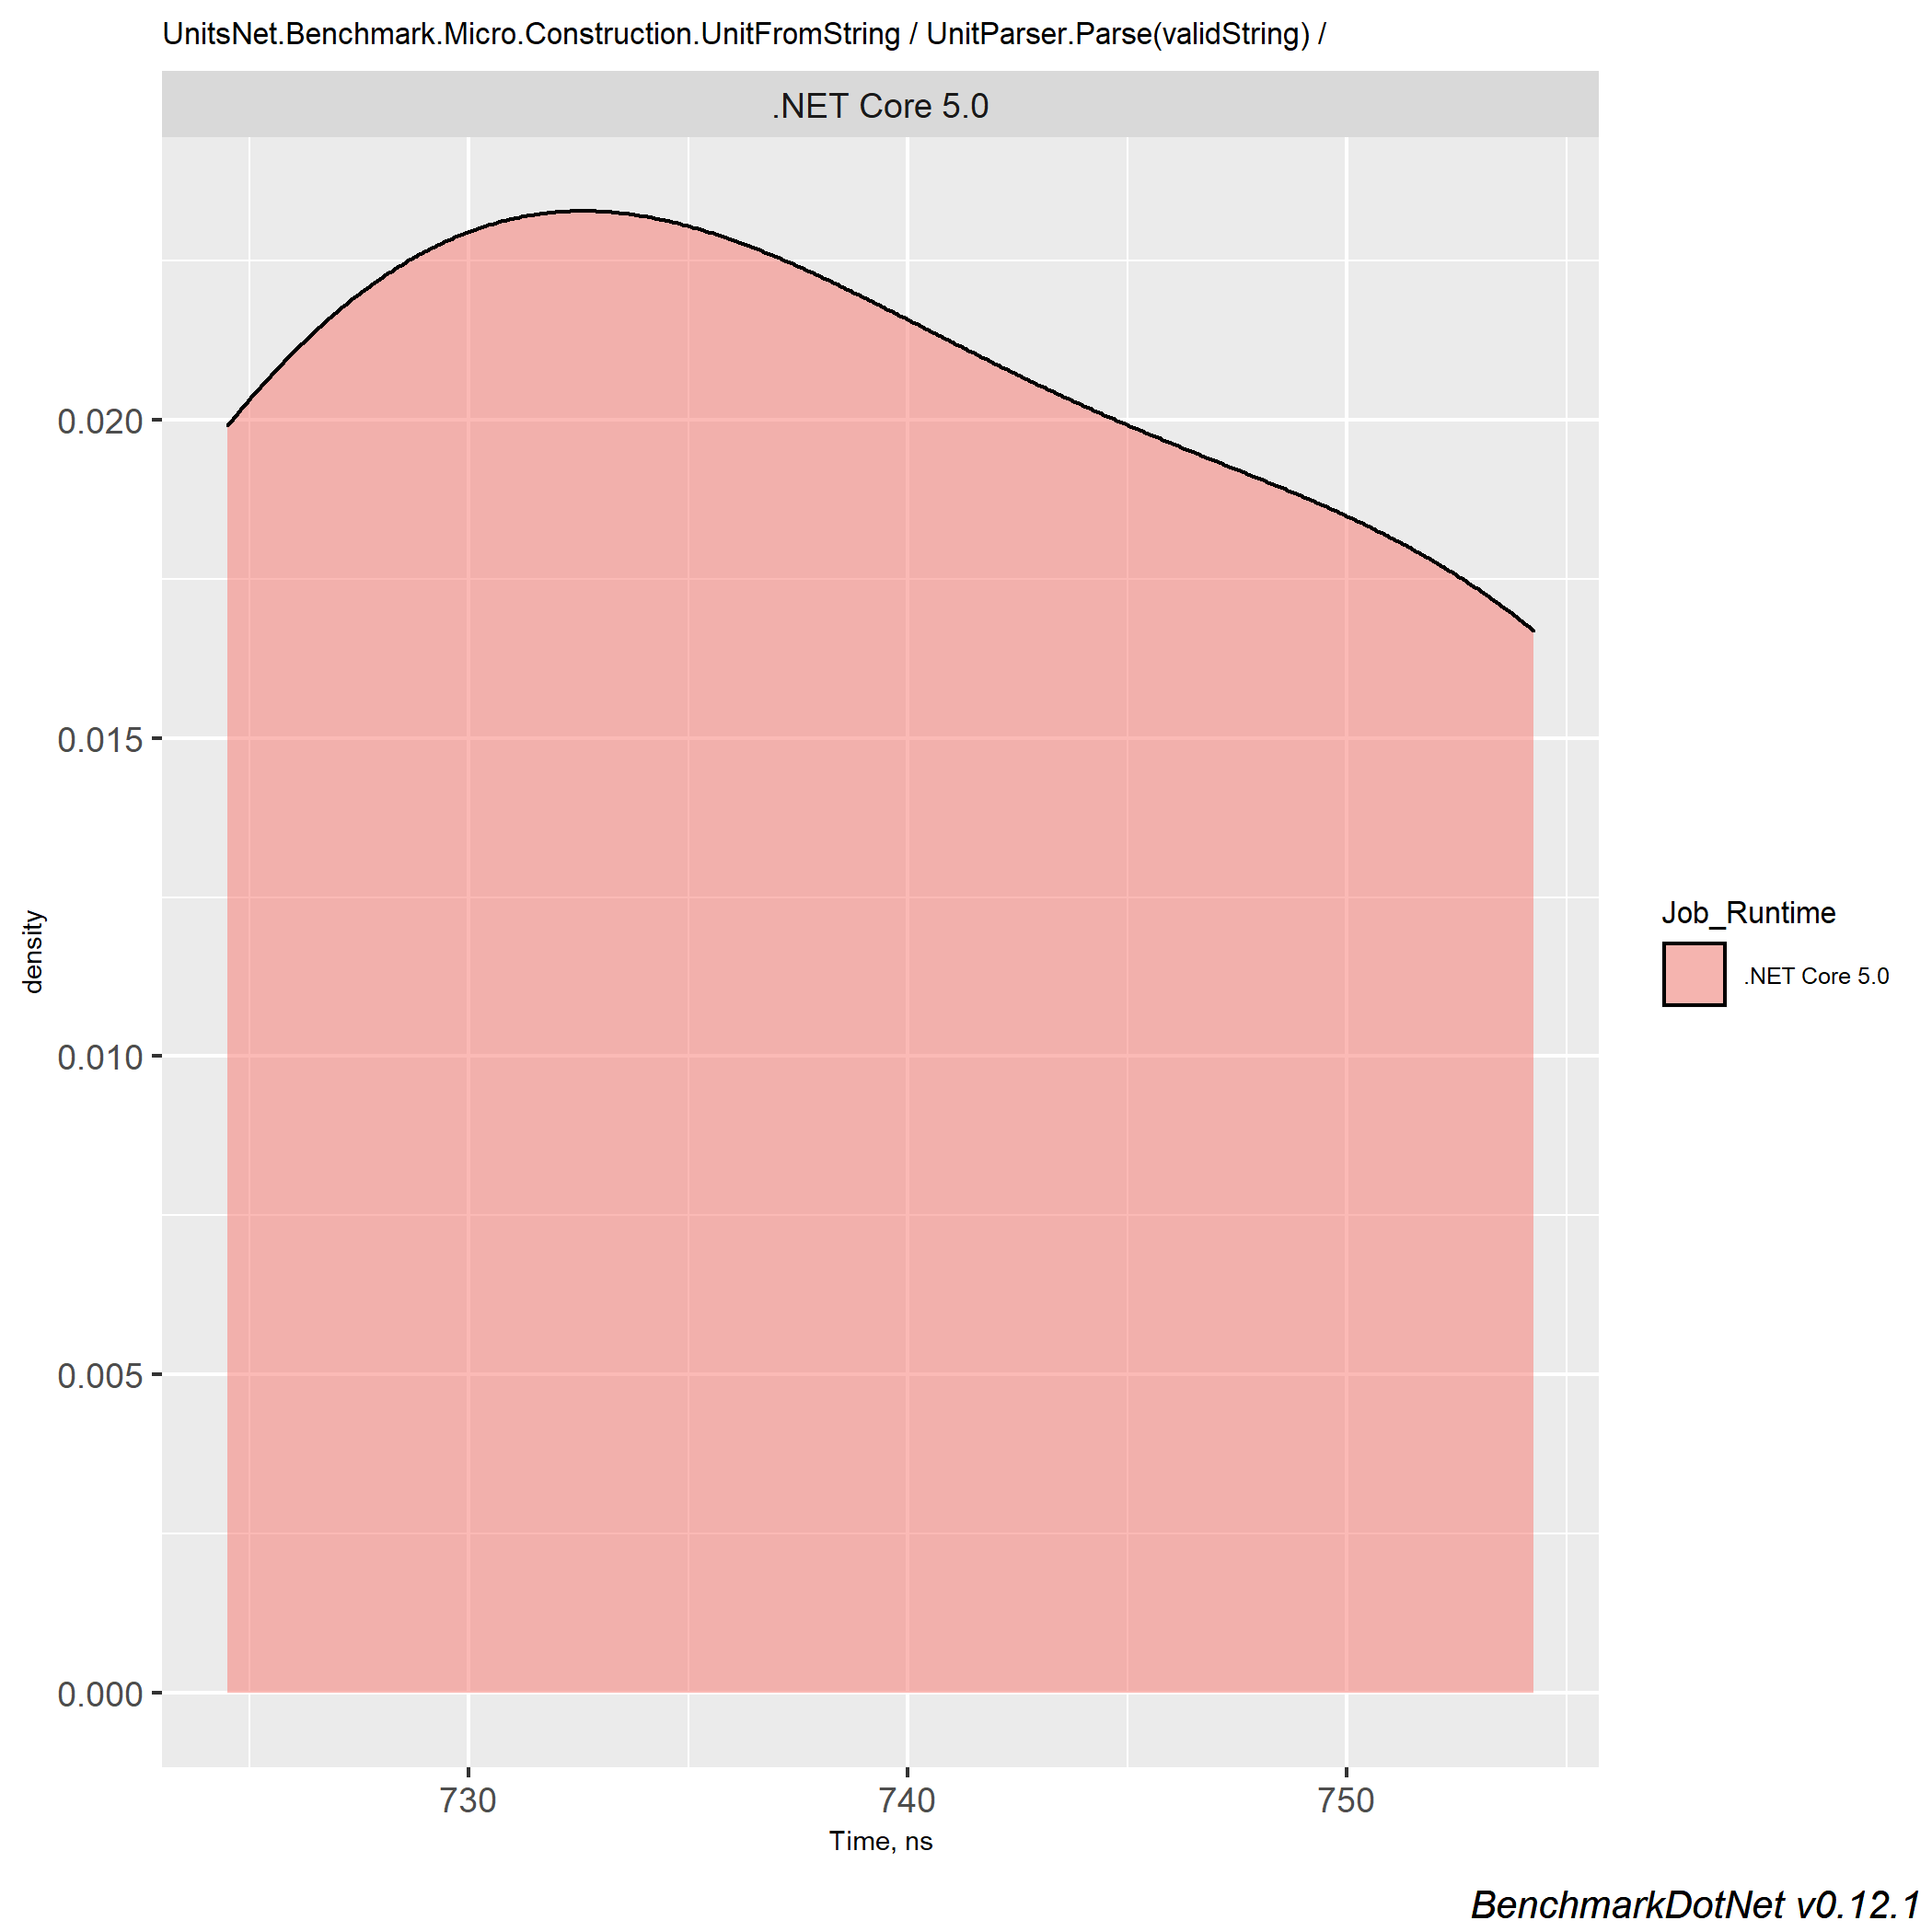 UnitsNet.Benchmark.Micro.Construction.UnitFromString / UnitParser.Parse(validString) /
.NET Core 5.0
0.020
0.015
0.010
0.005
0.000
density
730 740 750
Time, ns
Job_Runtime
.NET Core 5.0
BenchmarkDotNet v0.12.1